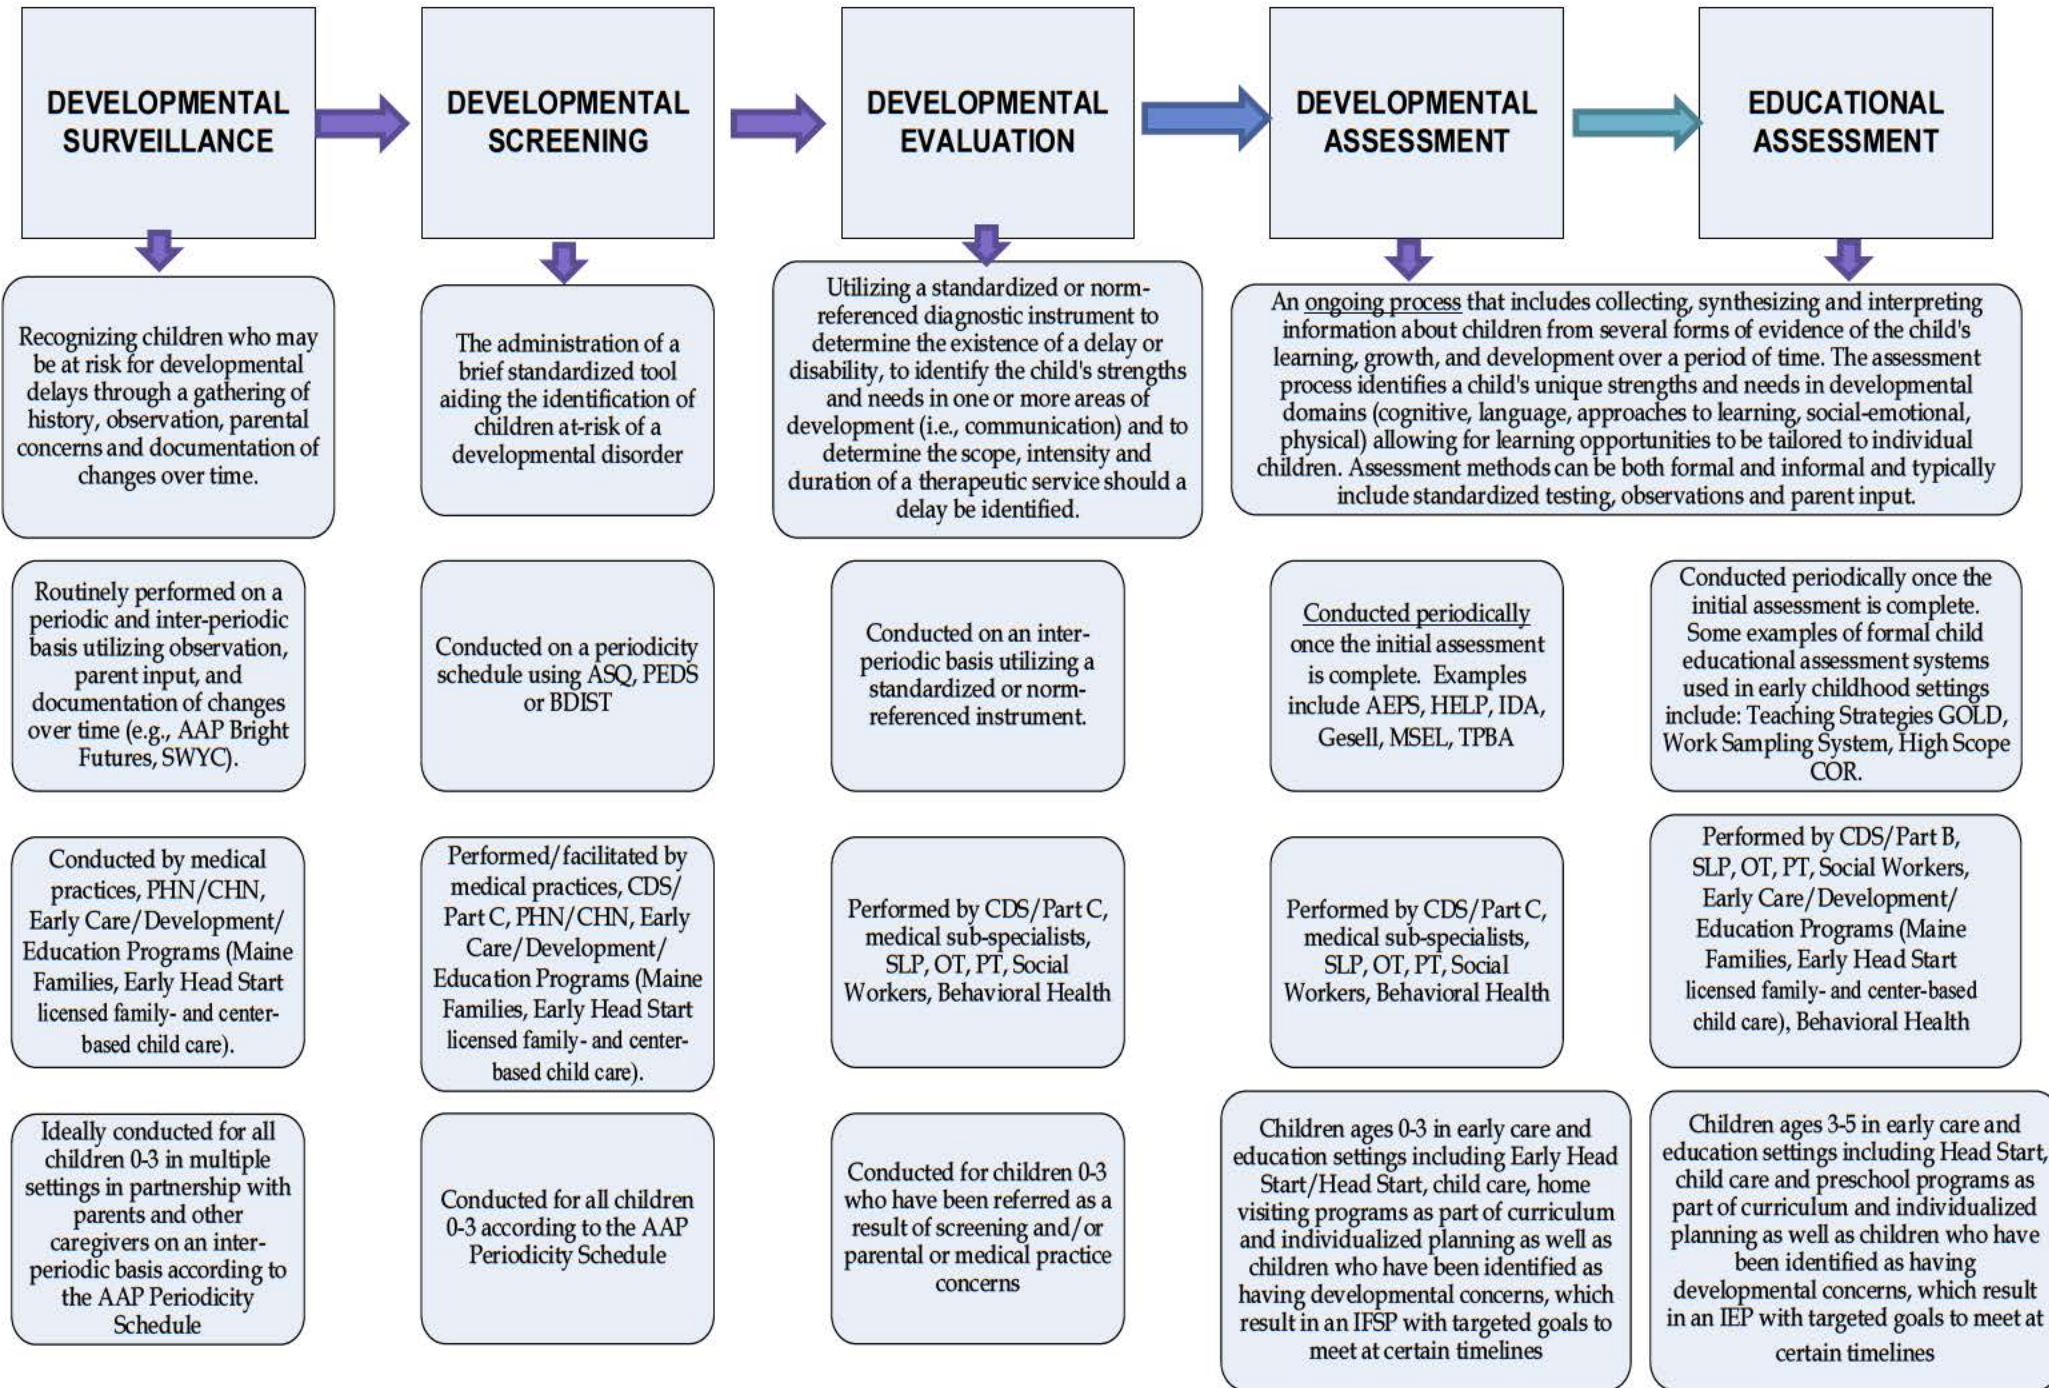 DEVELOPMENTAL
SURVEILLANCE
DEVELOPMENTAL
SCREENING
DEVELOPMENTAL
EVALUATION
DEVELOPMENTAL
ASSESSMENT
EDUCATIONAL
ASSESSMENT
Recognizing children who may
be at risk for developmental
delays through a gathering of
history, observation, parental
concerns and documentation of
changes over time.
The administration of a
brief standardized tool
aiding the identification of
children at-risk of a
developmental disorder
Utilizing a standardized or norm-
referenced diagnostic instrument to
determine the existence of a delay or
disability, to identify the child's strengths
and needs in one or more areas of
development (i.e., communication) and to
determine the scope, intensity and
duration of a therapeutic service should a
delay be identified.
An ongoing process that includes collecting, synthesizing and interpreting
information about children from several forms of evidence of the child's
learning, growth, and development over a period of time. The assessment
process identifies a child's unique strengths and needs in developmental
domains (cognitive, language, approaches to learning, social-emotional,
physical) allowing for learning opportunities to be tailored to individual
children. Assessment methods can be both formal and informal and typically
include standardized testing, observations and parent input.
Routinely performed on a
periodic and inter-periodic
basis utilizing observation,
parent input, and
documentation of changes
over time (e.g., AAP Bright
Futures, SWYC).
Conducted on a periodicity
schedule using ASQ, PEDS
or BDIST
Conducted on an inter-
periodic basis utilizing a
standardized or norm-
referenced instrument.
Conducted periodically
once the initial assessment
is complete. Examples
include AEPS, HELP, IDA,
Gesell, MSEL, TPBA
Conducted periodically once the
initial assessment is complete.
Some examples of formal child
educational assessment systems
used in early childhood settings
include: Teaching Strategies GOLD,
Work Sampling System, High Scope
COR.
Conducted by medical
practices, PHN/CHN,
Early Care/Development/
Education Programs (Maine
Families, Early Head Start
licensed family- and center-
based child care).
Performed/facilitated by
medical practices, CDS/
Part C, PHN/CHN, Early
Care/Development/
Education Programs (Maine
Families, Early Head Start
licensed family- and center-
based child care).
Performed by CDS/Part C,
medical sub-specialists,
SLP, OT, PT, Social
Workers, Behavioral Health
Performed by CDS/Part C,
medical sub-specialists,
SLP, OT, PT, Social
Workers, Behavioral Health
Performed by CDS/Part B,
SLP, OT, PT, Social Workers,
Early Care/Development/
Education Programs (Maine
Families, Early Head Start
licensed family- and center-based
child care), Behavioral Health
Ideally conducted for all
children 0-3 in multiple
settings in partnership with
parents and other
caregivers on an inter-
periodic basis according to
the AAP Periodicity
Schedule
Conducted for all children
0-3 according to the AAP
Periodicity Schedule
Conducted for children 0-3
who have been referred as a
result of screening and/or
parental or medical practice
concerns
Children ages 0-3 in early care and
education settings including Early Head
Start/Head Start, child care, home
visiting programs as part of curriculum
and individualized planning as well as
children who have been identified as
having developmental concerns, which
result in an IFSP with targeted goals to
meet at certain timelines
Children ages 3-5 in early care and
education settings including Head Start,
child care and preschool programs as
part of curriculum and individualized
planning as well as children who have
been identified as having
developmental concerns, which result
in an IEP with targeted goals to meet at
certain timelines